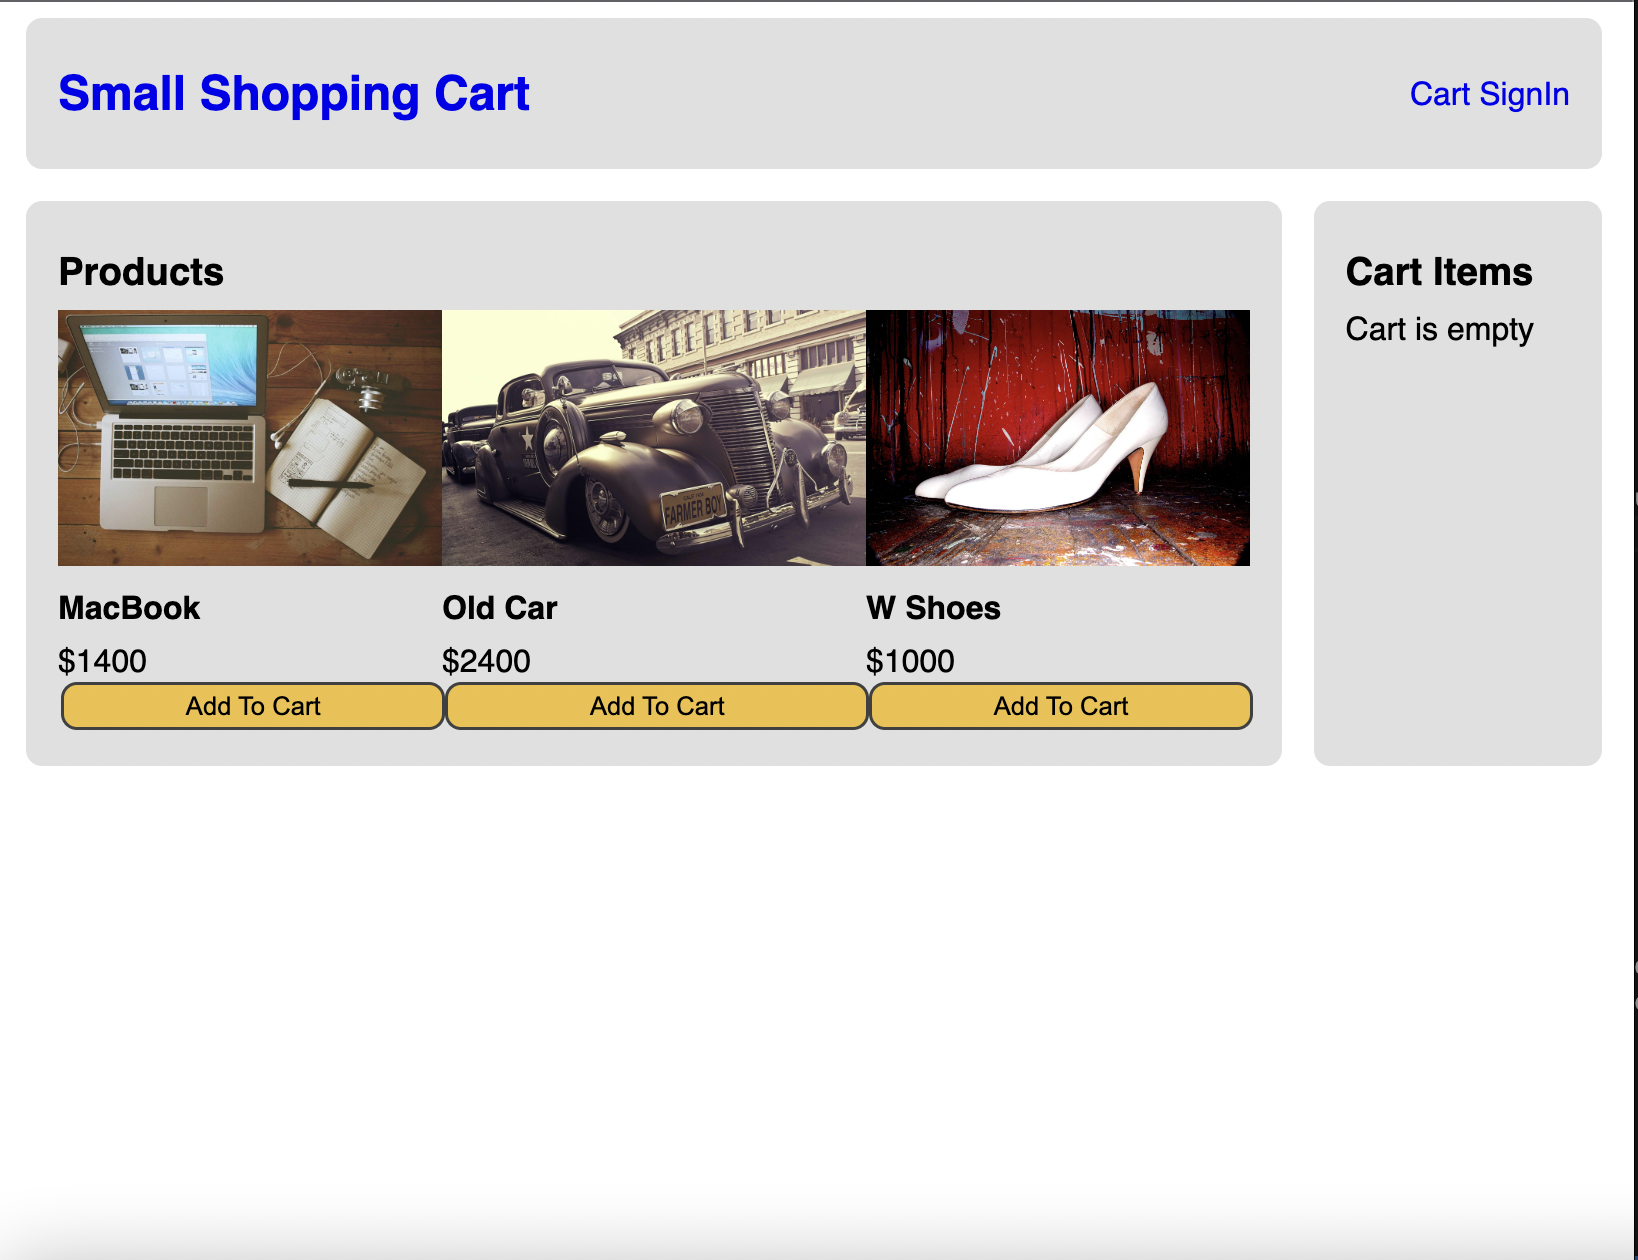 Small Shopping Cart
Cart SignIn
Products
FARMER BOY
MacBook
$1400
Add To Cart
Old Car
$2400
Add To Cart
W Shoes
$1000
Add To Cart
Cart Items
Cart is empty